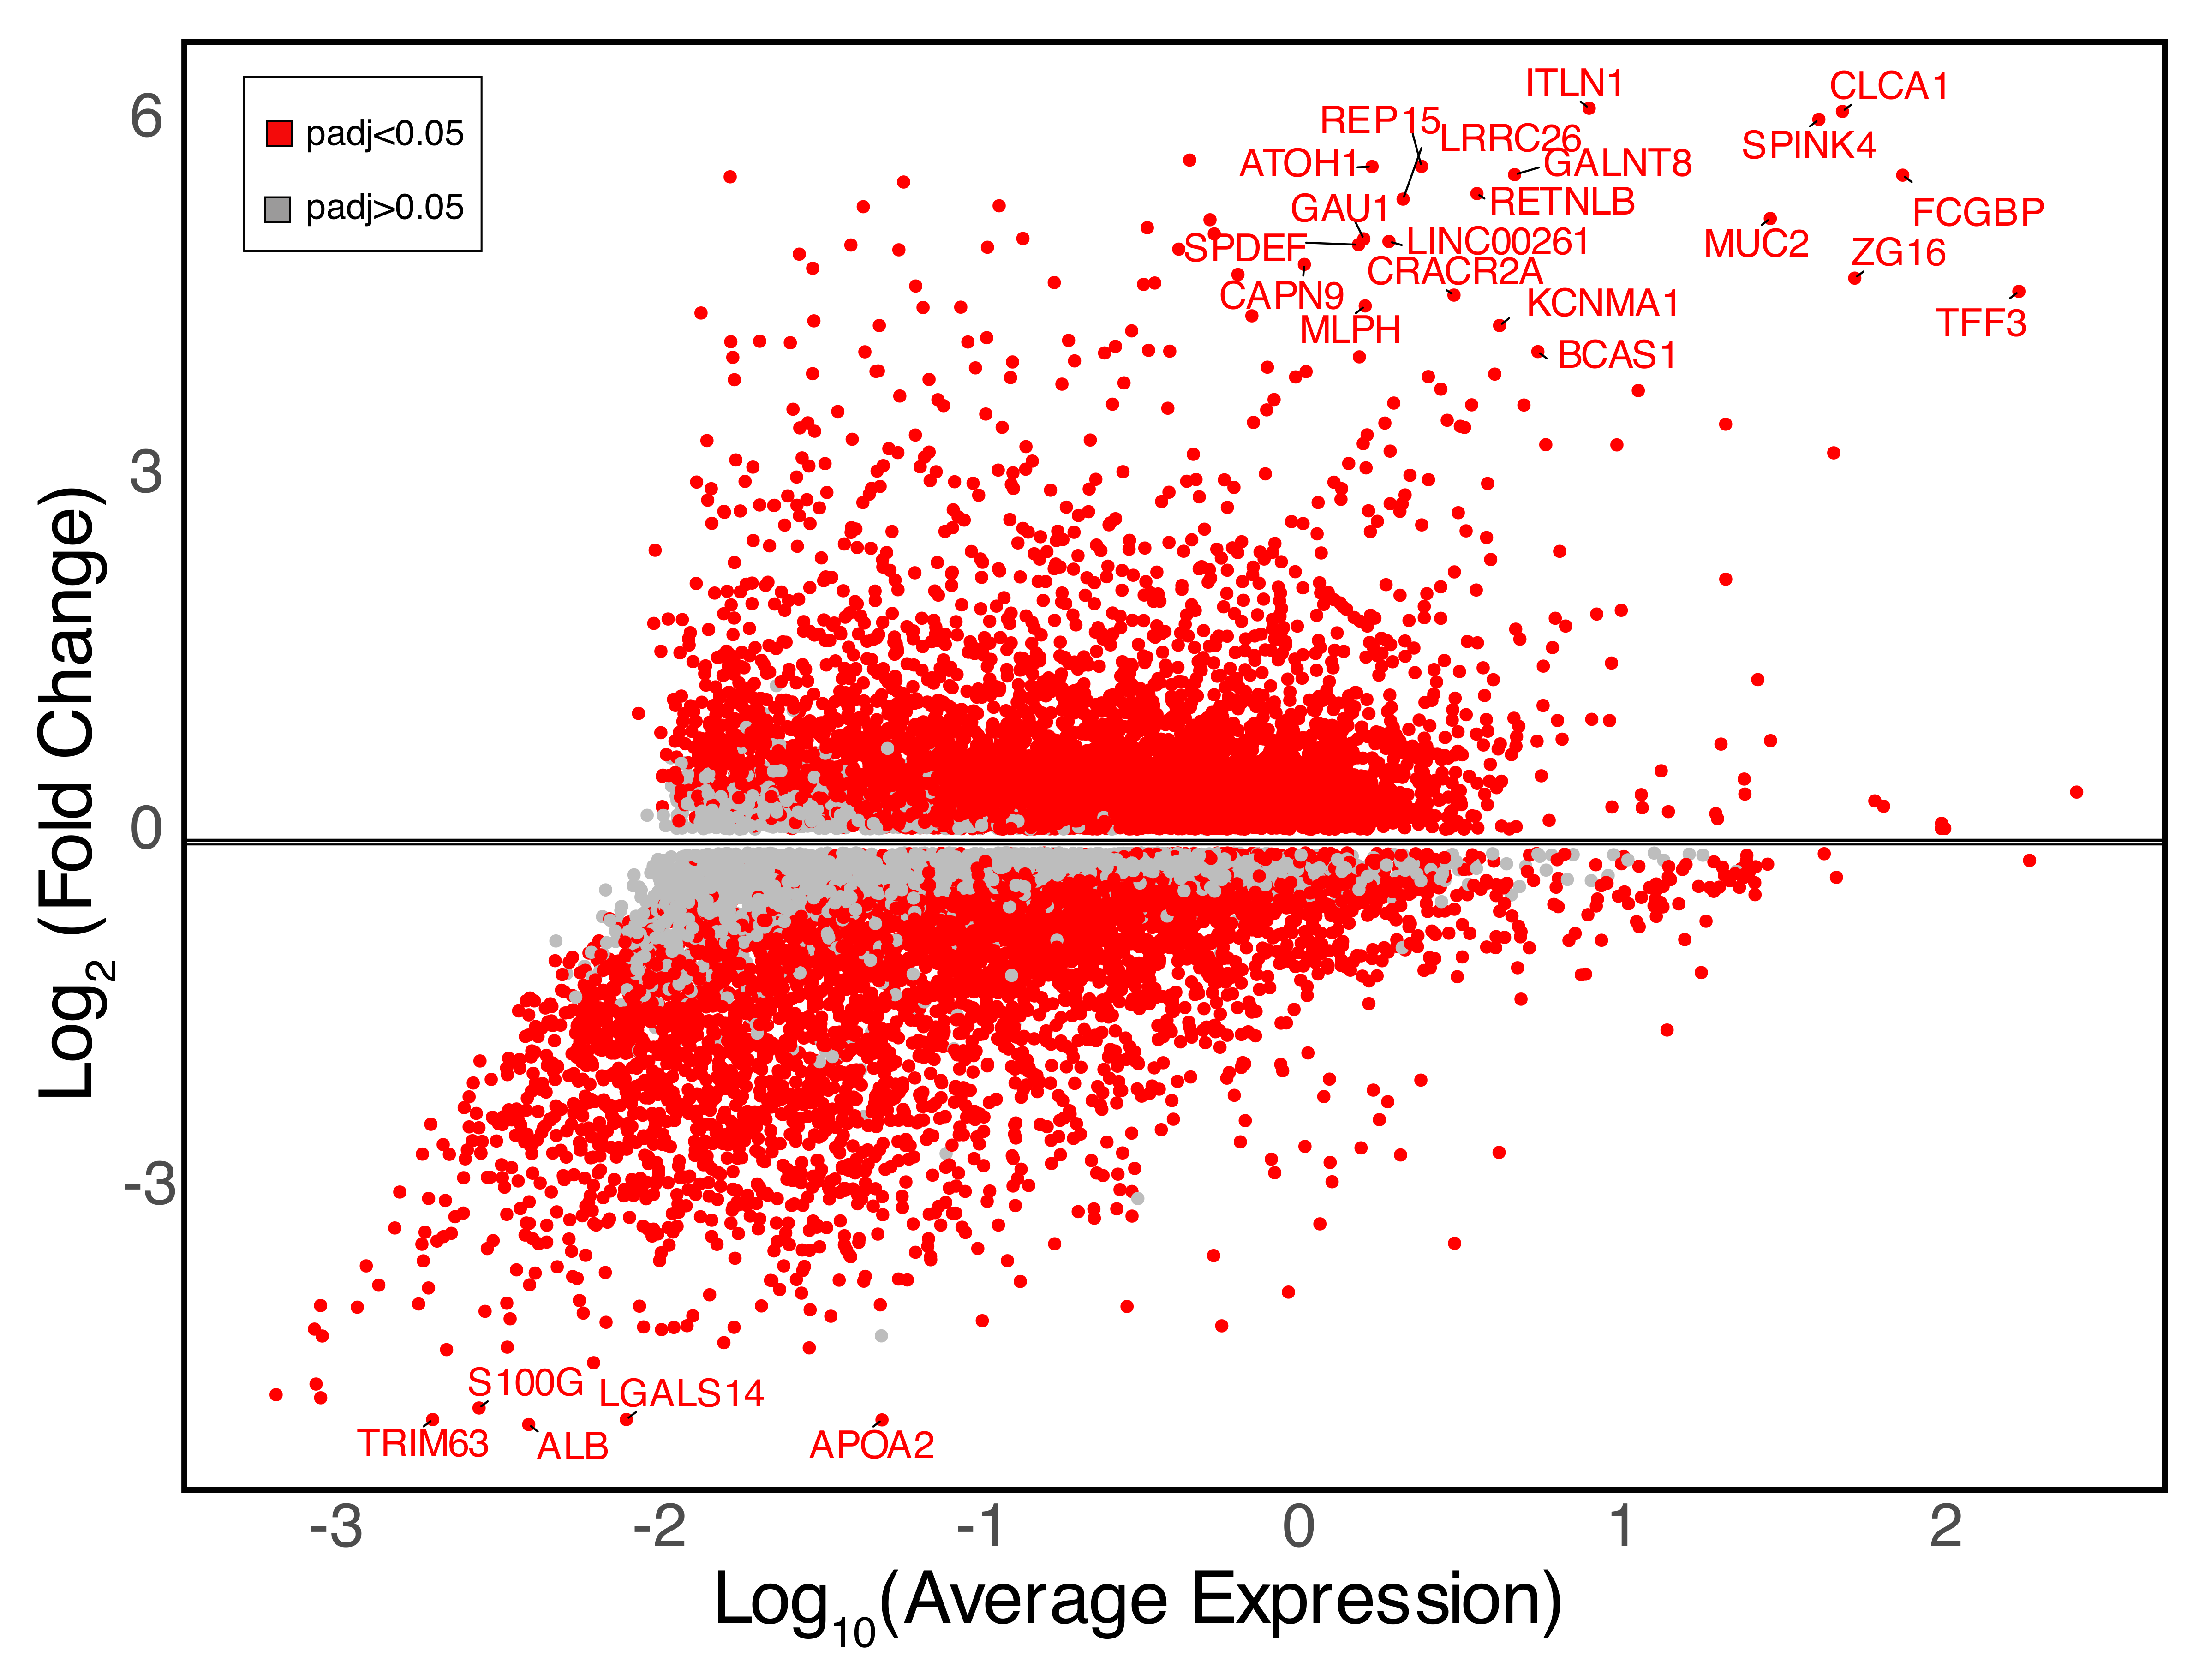 6
3
0
-3
Log2 (Fold Change)
padj<0.05
padj>0.05
ITLN1
CLCA1
REP15
LRRC26
SPINK4
ATOH1
GALNT8
RETNLB
GAU1
FCGBP
SPDEF
LINC00261
MUC2
ZG16
CRACR2A
CAPN9
KCNMA1
MLPH
TFF3
BCAS1
S100G
LGALS14
TRIM63
ALB
APOA2
-3 -2 -1 0 1 2
Log10(Average Expression)